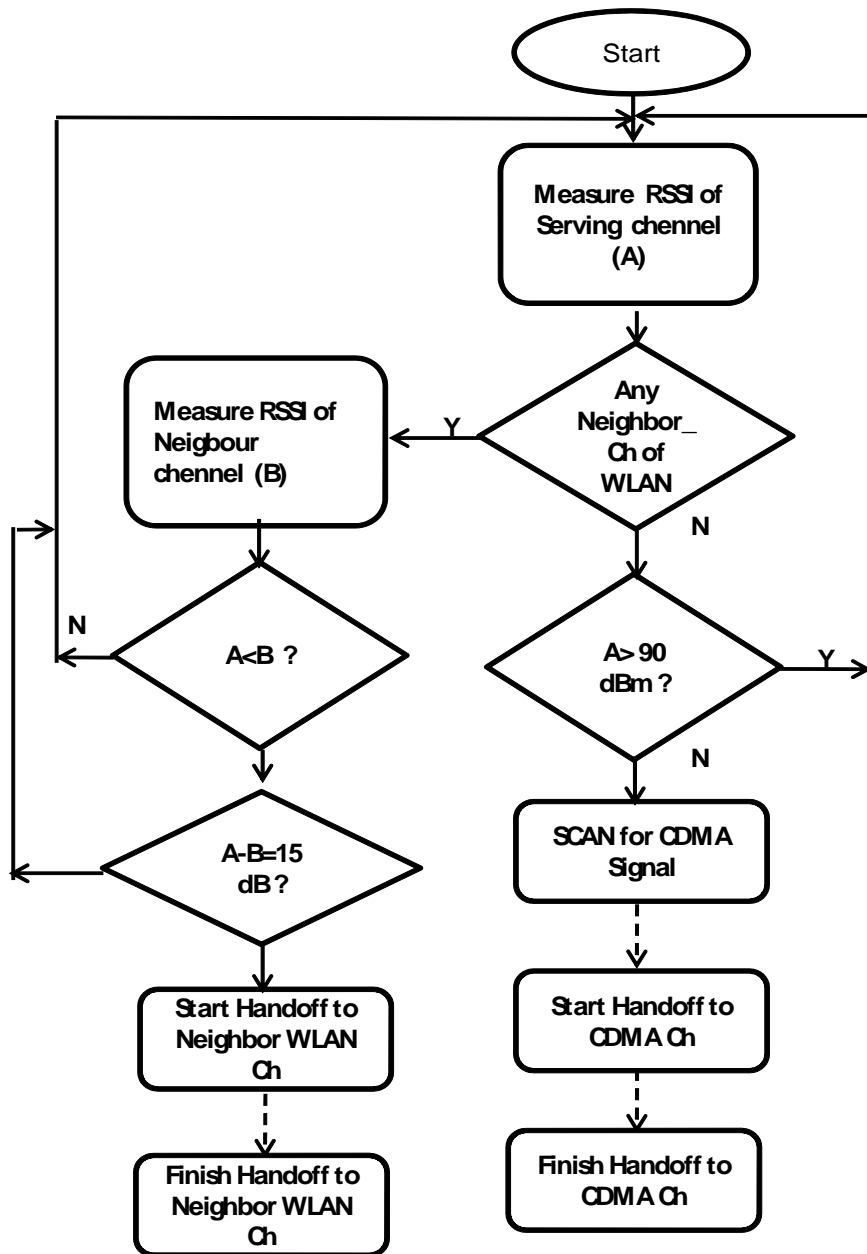 Start
Measure RSSI of
Serving chennel
(A)
Any
Neighbor_
Ch of
WLAN
Y
N
Measure RSSI of
Neigbour
chennel (B)
A<B ?
N
A-B=15
dB ?
Start Handoff to
Neighbor WLAN
Ch
Finish Handoff to
Neighbor WLAN
Ch
A> 90
dBm ?
Y
N
SCAN for CDMA
Signal
Start Handoff to
CDMA Ch
Finish Handoff to
CDMA Ch